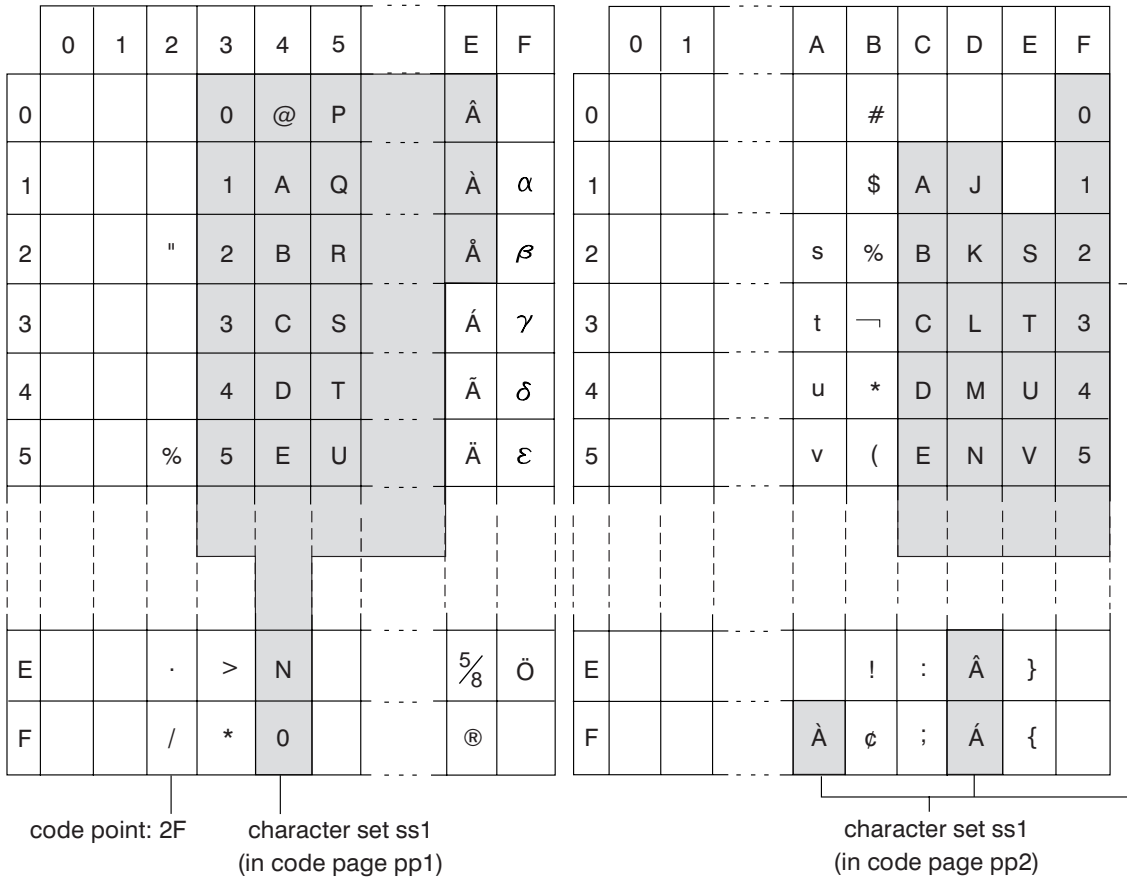 0 1 2 3 4 5 E F 0 1 A B C D E F
0 0 @ P Â 0 # 0
1 1 A Q À α 1 $ A J 1
2 " 2 B R Å β 2 s % B K S 2
3 3 C S Á γ 3 t ¬ C L T 3
4 4 D T Ã δ 4 u * D M U 4
5 % 5 E U Ä ε 5 v ( E N V 5
E . > N ⅝ Ö E ! : Â }
F / * 0 ® F À ¢ ; Á {
code point: 2F character set ss1 character set ss1
(in code page pp1) (in code page pp2)